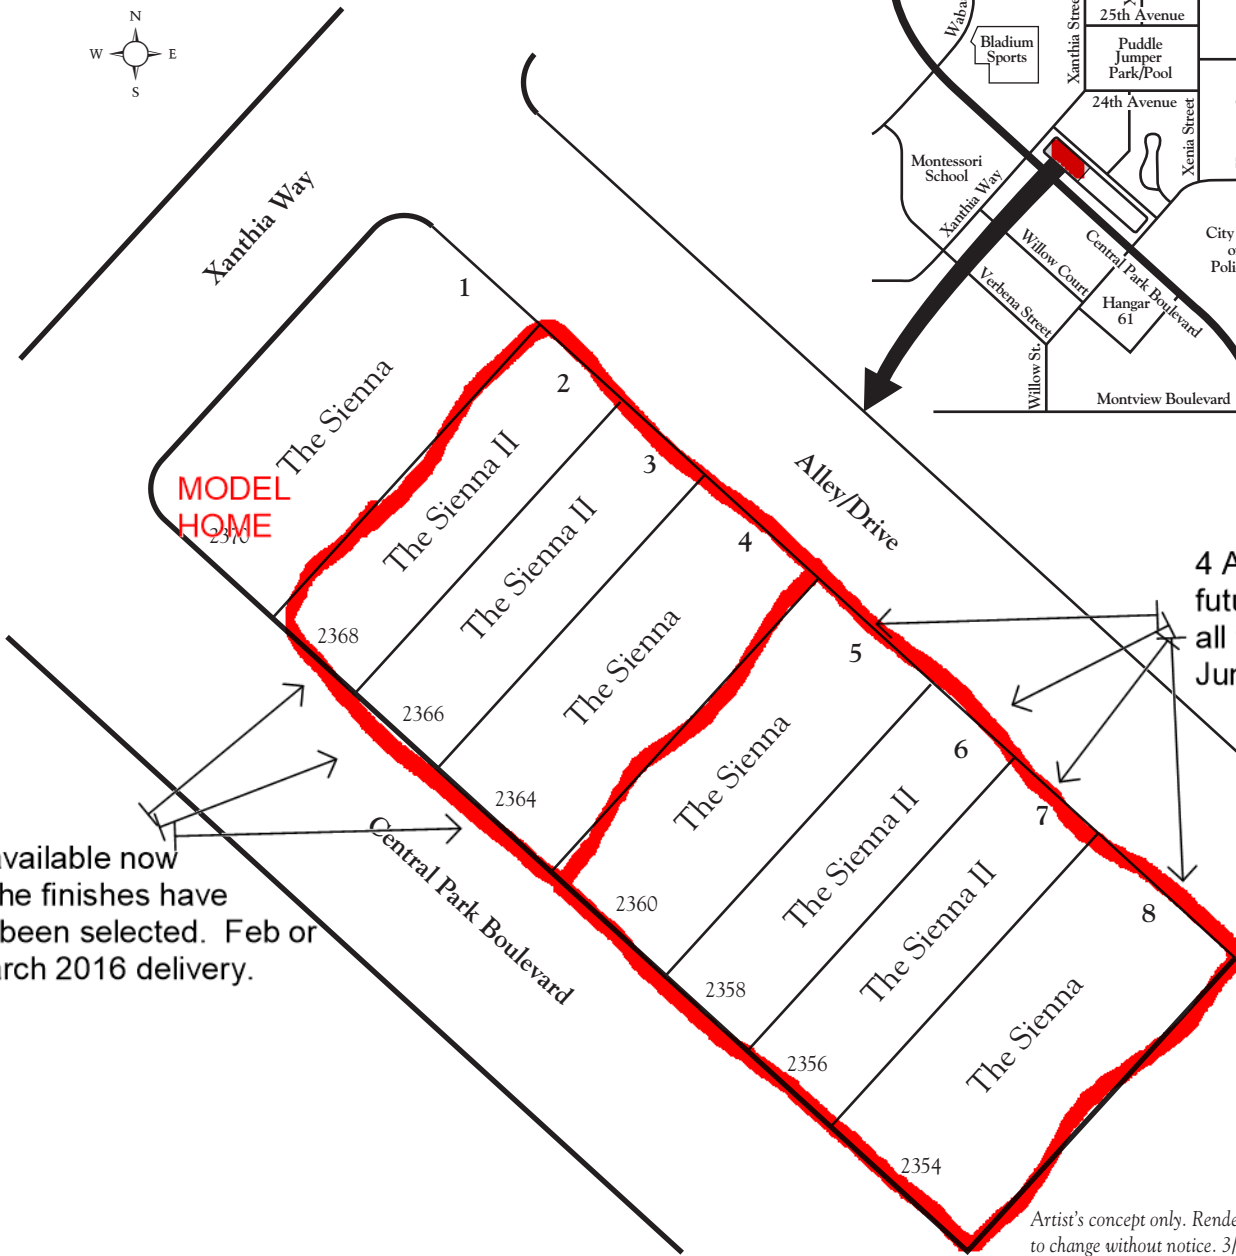 N
W E
S
Xanthia Way
Bladium
Sports
Xanthia
25th Avenue
Puddle
Jumper
Park/Pool
24th Avenue
Xenia Street
Montessori
School
Xanthia Way
Willow Court
Central Park Boulevard
Verbena Street
Hangar
61
Willow St.
Montview Boulevard
City
Alley/Drive
1
The Sienna
MODEL
HOME
2370
2
The Sienna II
2368
3
The Sienna II
2366
4
The Sienna
2364
5
The Sienna
2360
6
The Sienna II
2358
7
The Sienna II
2356
8
The Sienna
2354
4
all
Central Park Boulevard
available now
he finishes have
been selected. Feb or
arch 2016 delivery.
Artist's concept only.
to change without notice. 3/